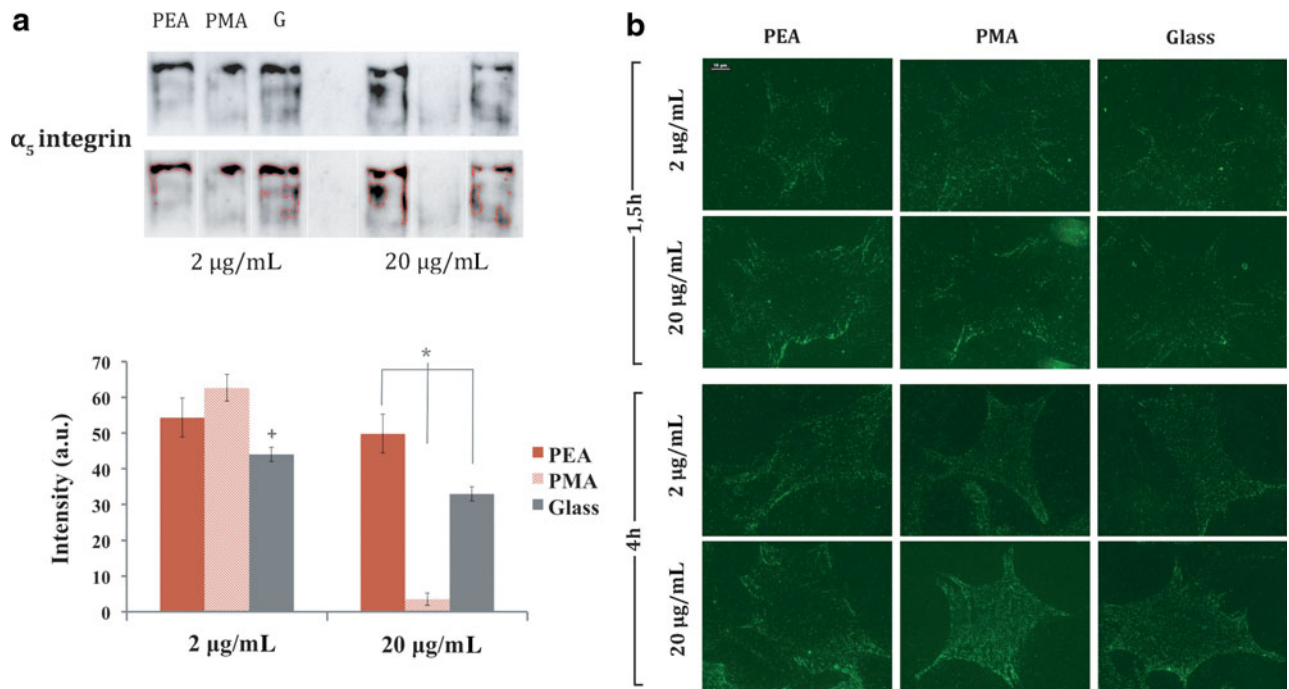 a
PEA PMA G
α5 integrin
2 μg/mL 20 μg/mL
70
60
50
40
30
20
10
0
Intensity (a.u.)
+
*
PEA
PMA
Glass
2 μg/mL 20 μg/mL
b
PEA PMA Glass
1,5h
2 μg/mL
20 μg/mL
4h
2 μg/mL
20 μg/mL